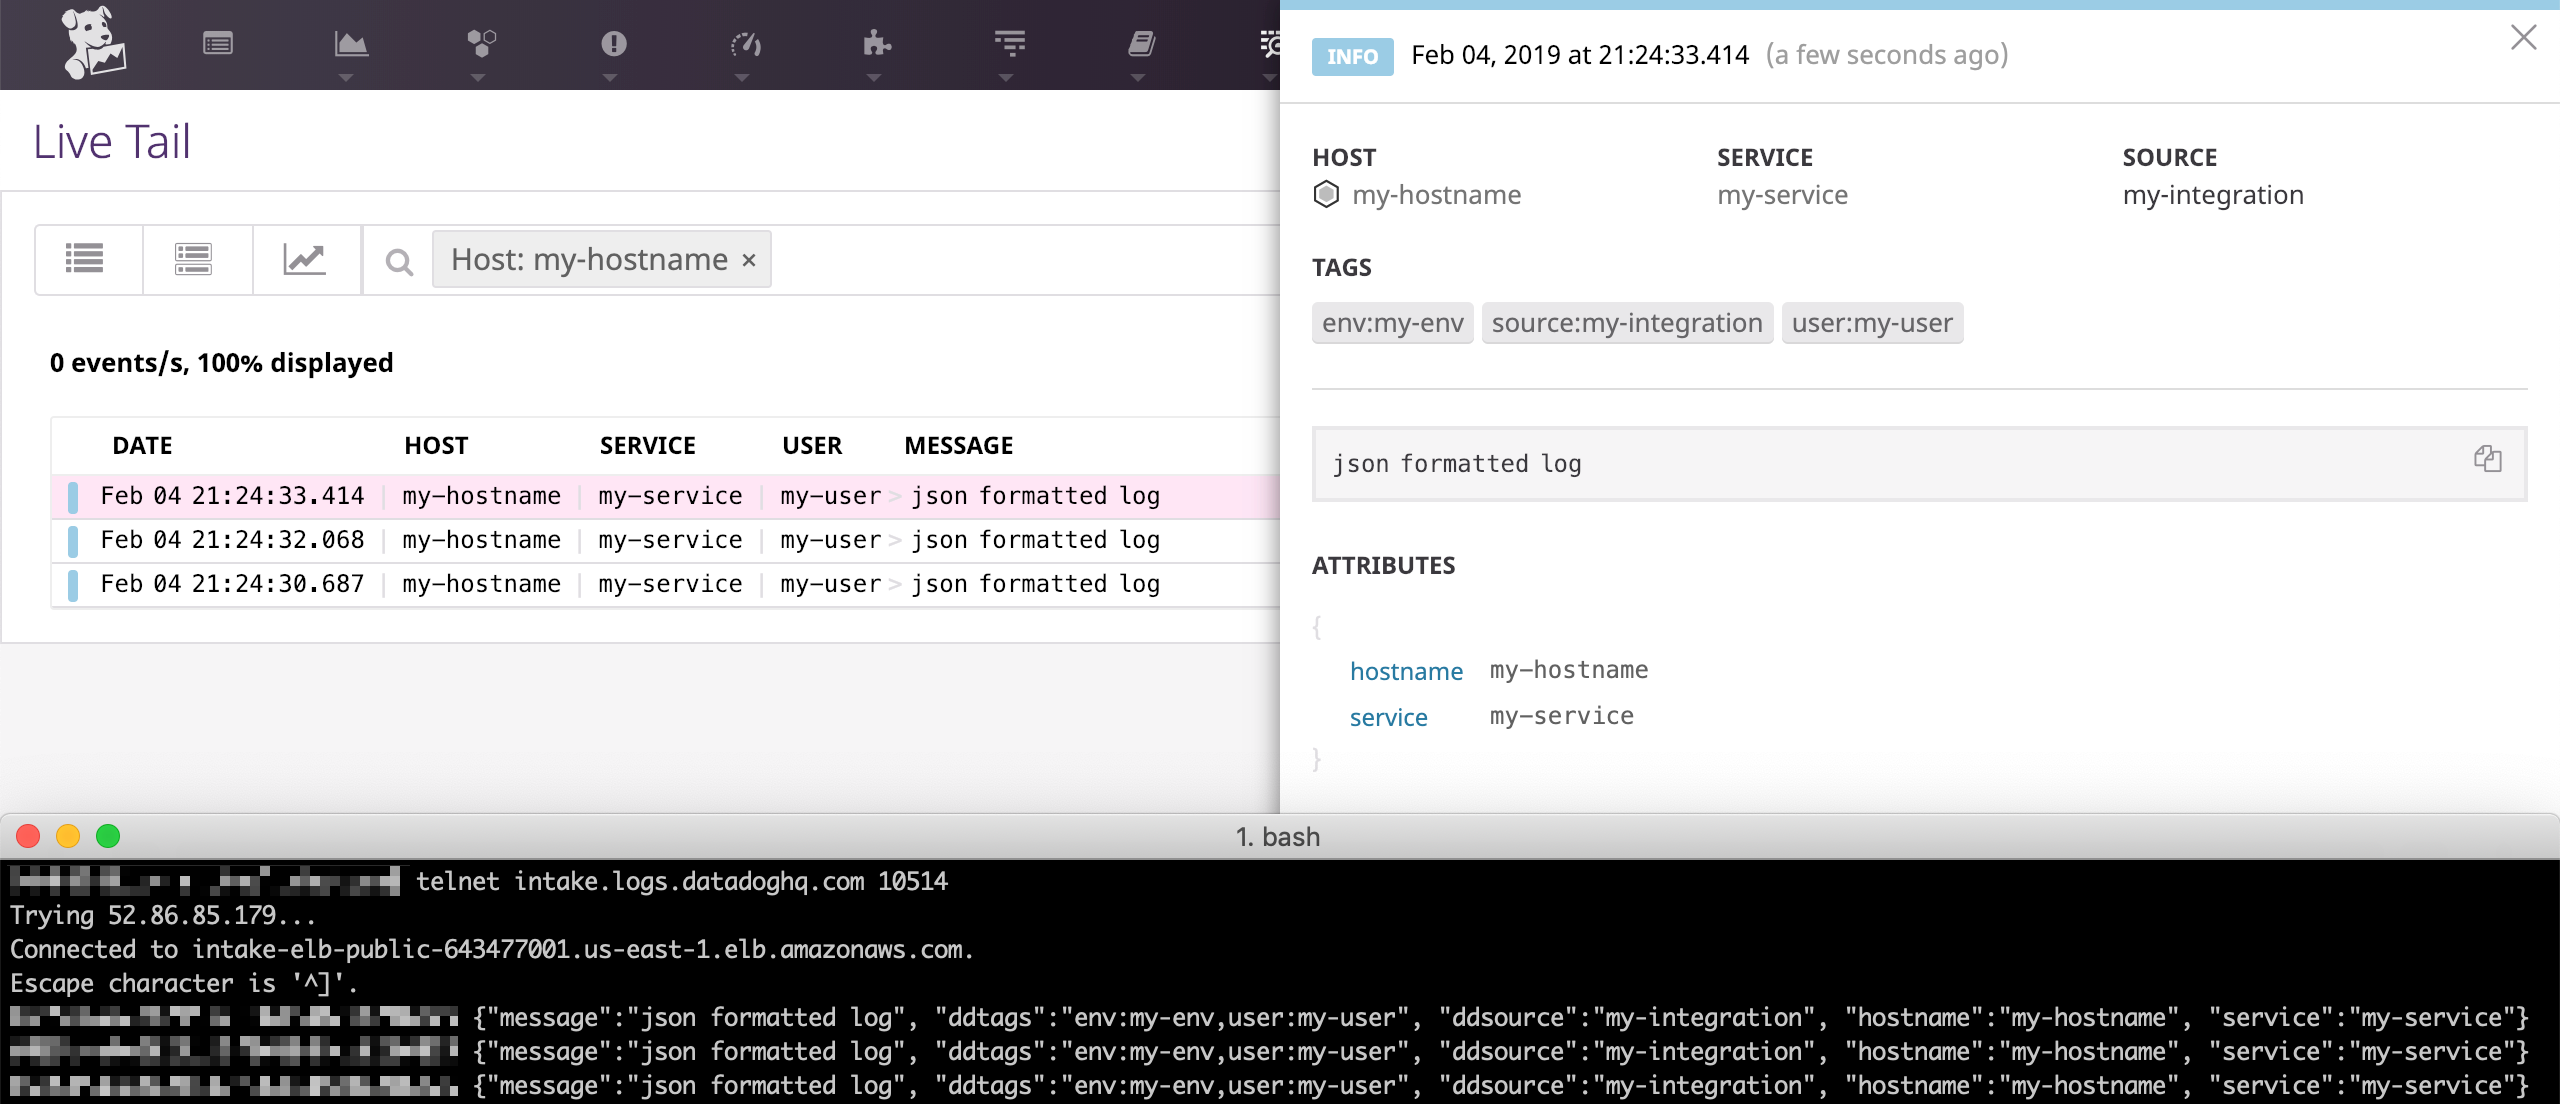 Live Tail
Host: my-hostname ×
0 events/s, 100% displayed
DATE HOST SERVICE USER MESSAGE
Feb 04 21:24:33.414 | my-hostname | my-service | my-user > json formatted log
Feb 04 21:24:32.068 | my-hostname | my-service | my-user > json formatted log
Feb 04 21:24:30.687 | my-hostname | my-service | my-user > json formatted log
INFO Feb 04, 2019 at 21:24:33.414 (a few seconds ago)
HOST SERVICE SOURCE
my-hostname my-service my-integration
TAGS
env:my-env source:my-integration user:my-user
json formatted log
ATTRIBUTES
{
hostname my-hostname
service my-service
}
1. bash
telnet intake.logs.datadoghq.com 10514
Trying 52.86.85.179...
Connected to intake-elb-public-643477001.us-east-1.elb.amazonaws.com.
Escape character is '^]'.
{"message":"json formatted log", "ddtags":"env:my-env,user:my-user", "ddsource":"my-integration", "hostname":"my-hostname", "service":"my-service"}
{"message":"json formatted log", "ddtags":"env:my-env,user:my-user", "ddsource":"my-integration", "hostname":"my-hostname", "service":"my-service"}
{"message":"json formatted log", "ddtags":"env:my-env,user:my-user", "ddsource":"my-integration", "hostname":"my-hostname", "service":"my-service"}